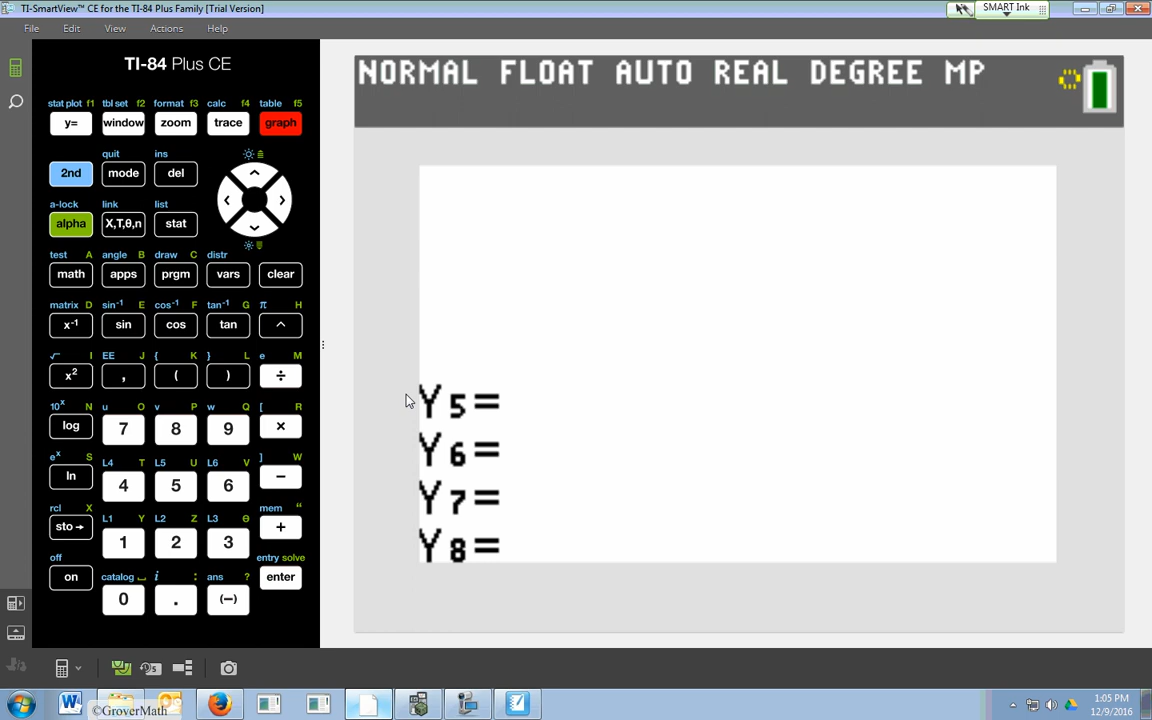 TI-SmartView™ CE for the TI-84 Plus Family [Trial Version]
SMART Ink
File Edit View Actions Help
TI-84 Plus CE
NORMAL FLOAT AUTO REAL DEGREE MP
stat plot f1 tbl set f2 format f3 calc f4 table f5
y= window zoom trace graph
quit ins
2nd mode del
a-lock link list
alpha X,T,θ,n stat
test A angle B draw C distr
math apps prgm vars clear
matrix D sin-1 E cos-1 F tan-1 G π H
x-1 sin cos tan ^
√ I EE J { K } L e M
x2 , ( ) ÷
10x N u O v P w Q [ R
log 7 8 9 ×
ex S L4 T L5 U L6 V ] W
ln 4 5 6 −
rcl X L1 Y L2 Z L3 θ mem “
sto→ 1 2 3 +
off catalog ⎵ i : ans ? entry solve
on 0 . (−) enter
Y5=
Y6=
Y7=
Y8=
©GroverMath
1:05 PM
12/9/2016